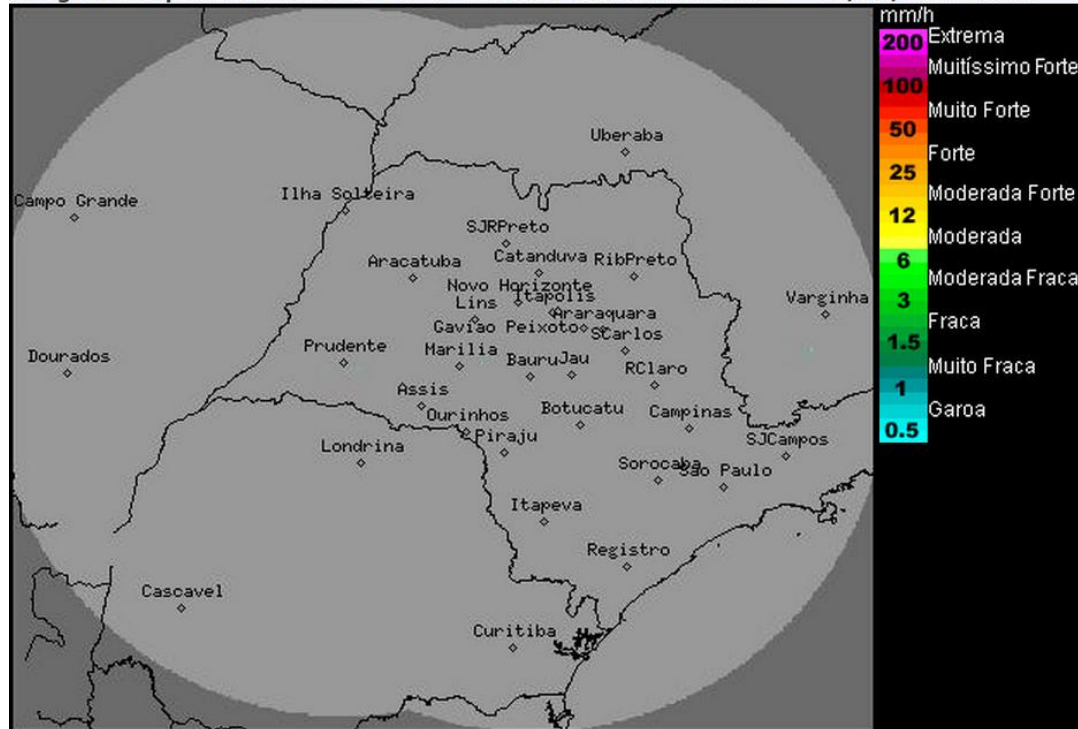 mm/h
200 Extrema
Muitíssimo Forte
100
Muito Forte
50
Forte
25
Moderada Forte
12
Moderada
6
Moderada Fraca
3
Fraca
1.5
Muito Fraca
1
Garoa
0.5
Uberaba
Campo Grande
Ilha Solteira
SJRPreto
Catanduva
RibPreto
Aracatuba
Novo Horizonte
Itapolis
Lins
Araraquara
Varginha
Gaviao Peixoto
SCarlos
Prudente
Marilia
Dourados
Bauru
Jau
RClaro
Assis
Ourinhos
Botucatu
Campinas
Piraju
SJCampos
Londrina
Sorocaba
Sao Paulo
Itapeva
Registro
Cascavel
Curitiba